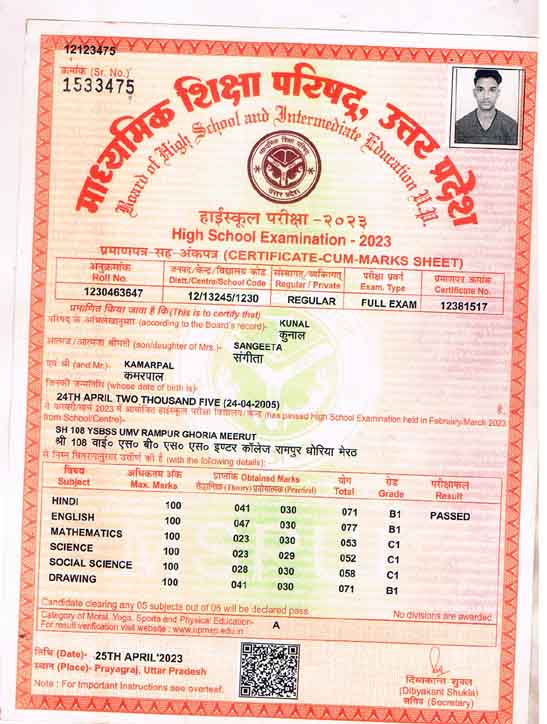 12123475
क्रमांक (Sr. No.)
1533475
माध्यमिक शिक्षा परिषद्, उत्तर प्रदेश
Board of High School and Intermediate Education U.P.
माध्यमिक शिक्षा परिषद्
उत्तर प्रदेश
हाईस्कूल परीक्षा -२०२३
High School Examination - 2023
प्रमाणपत्र-सह-अंकपत्र (CERTIFICATE-CUM-MARKS SHEET)
अनुक्रमांक जनपद/केन्द्र/विद्यालय कोड संस्थागत/व्यक्तिगत परीक्षा प्रकार प्रमाणपत्र क्रमांक
Roll No. Distt./Centre/School Code Regular / Private Exam. Type Certificate No.
1230463647 12/13245/1230 REGULAR FULL EXAM 12381517
प्रमाणित किया जाता है कि (This is to certify that)
परिषद् के अभिलेखानुसार (according to the Board's record)- KUNAL
कुनाल
आत्मज/आत्मजा श्रीमती (son/daughter of Mrs.)- SANGEETA
संगीता
एवं श्री (and Mr.)- KAMARPAL
कमरपाल
जिनकी जन्मतिथि (whose date of birth is)-
24TH APRIL TWO THOUSAND FIVE (24-04-2005) है,
ने फरवरी/मार्च 2023 में आयोजित हाईस्कूल परीक्षा विद्यालय/केन्द्र (has passed High School Examination held in February/March 2023
from School/Centre)-
SH 108 YSBSS UMV RAMPUR GHORIA MEERUT
श्री 108 वाई० एस० बी० एस० एस० इण्टर कॉलेज रामपुर घोरिया मेरठ
से निम्न विवरणानुसार उत्तीर्ण की है (with the following details):-
विषय अधिकतम अंक प्राप्तांक Obtained Marks योग ग्रेड परीक्षाफल
Subject Max. Marks सैद्धान्तिक (Theory) प्रयोगात्मक (Practical) Total Grade Result
HINDI 100 041 030 071 B1 PASSED
ENGLISH 100 047 030 077 B1
MATHEMATICS 100 023 030 053 C1
SCIENCE 100 023 029 052 C1
SOCIAL SCIENCE 100 028 030 058 C1
DRAWING 100 041 030 071 B1
Candidate clearing any 05 subjects out of 06 will be declared pass. No divisions are awarded
Category of Moral, Yoga, Sports and Physical Education- A
For result verification visit website : www.upmsp.edu.in
तिथि (Date)- 25TH APRIL'2023
स्थान (Place)- Prayagraj, Uttar Pradesh
Note : For Important Instructions see overleaf.
दिव्यकान्त शुक्ल
(Dibyakant Shukla)
सचिव (Secretary)